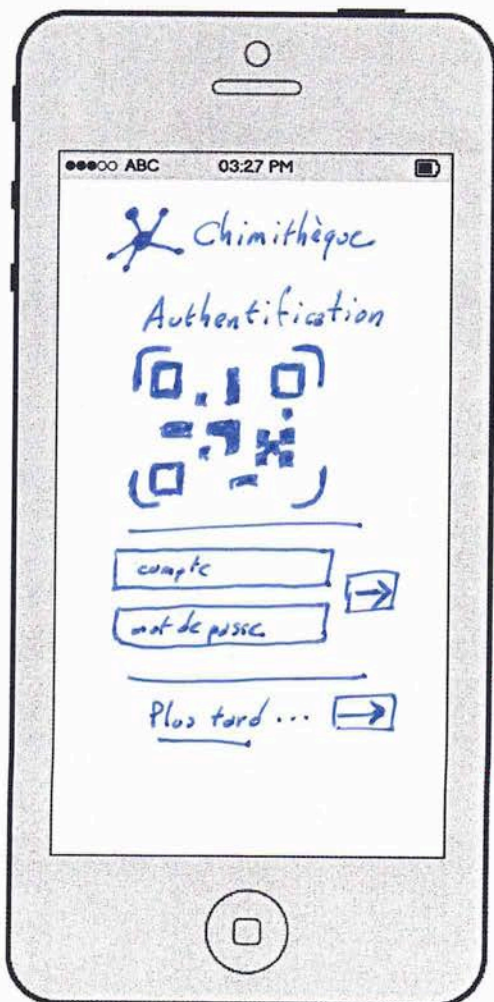 ABC 03:27 PM
Chimithèque
Authentification
compte
mot de passe
Plus tard ...